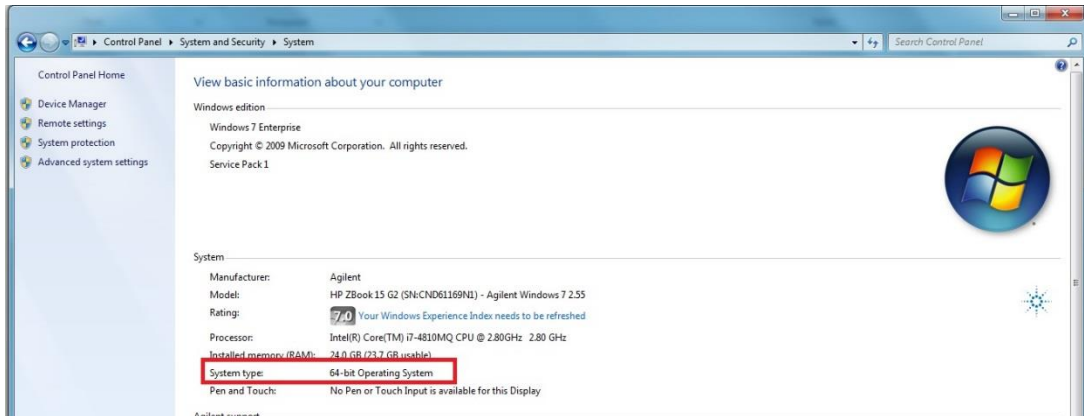 Control Panel ▸ System and Security ▸ System
Search Control Panel
Control Panel Home
Device Manager
Remote settings
System protection
Advanced system settings
View basic information about your computer
Windows edition
Windows 7 Enterprise
Copyright © 2009 Microsoft Corporation. All rights reserved.
Service Pack 1
System
Manufacturer: Agilent
Model: HP ZBook 15 G2 (SN:CND61169N1) - Agilent Windows 7 2.55
Rating: 7.0 Your Windows Experience Index needs to be refreshed
Processor: Intel(R) Core(TM) i7-4810MQ CPU @ 2.80GHz 2.80 GHz
Installed memory (RAM): 24.0 GB (23.7 GB usable)
System type: 64-bit Operating System
Pen and Touch: No Pen or Touch Input is available for this Display
Agilent support